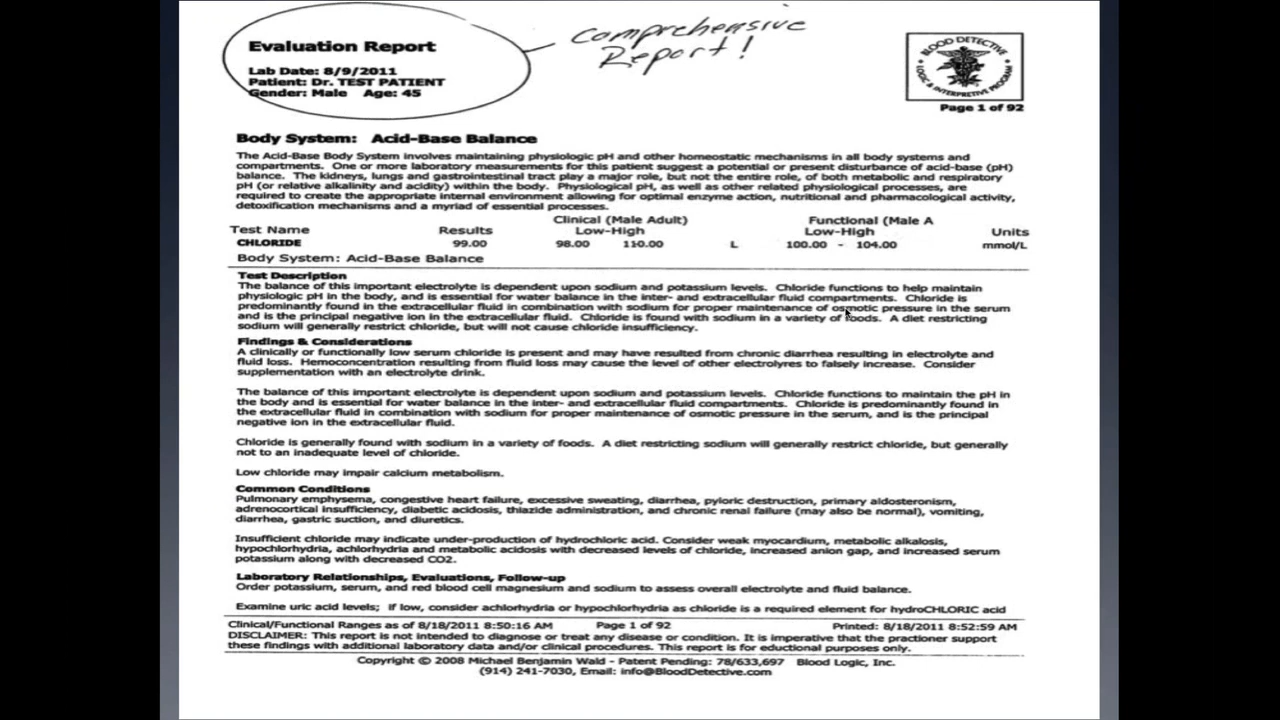 Comprehensive
Report!
Evaluation Report
Lab Date: 8/9/2011
Patient: Dr. TEST PATIENT
Gender: Male Age: 45
BLOOD DETECTIVE
LOGIC & INTERPRETIVE PROGRAM
Page 1 of 92
Body System: Acid-Base Balance
The Acid-Base Body System involves maintaining physiologic pH and other homeostatic mechanisms in all body systems and
compartments. One or more laboratory measurements for this patient suggest a potential or present disturbance of acid-base (pH)
balance. The kidneys, lungs and gastrointestinal tract play a major role, but not the entire role, of both metabolic and respiratory
pH (or relative alkalinity and acidity) within the body. Physiological pH, as well as other related physiological processes, are
required to create the appropriate internal environment allowing for optimal enzyme action, nutritional and pharmacological activity,
detoxification mechanisms and a myriad of essential processes.
Clinical (Male Adult) Functional (Male A
Test Name Results Low-High Low-High Units
CHLORIDE 99.00 98.00 110.00 L 100.00 - 104.00 mmol/L
Body System: Acid-Base Balance
Test Description
The balance of this important electrolyte is dependent upon sodium and potassium levels. Chloride functions to help maintain
physiologic pH in the body, and is essential for water balance in the inter- and extracellular fluid compartments. Chloride is
predominantly found in the extracellular fluid in combination with sodium for proper maintenance of osmotic pressure in the serum
and is the principal negative ion in the extracellular fluid. Chloride is found with sodium in a variety of foods. A diet restricting
sodium will generally restrict chloride, but will not cause chloride insufficiency.
Findings & Considerations
A clinically or functionally low serum chloride is present and may have resulted from chronic diarrhea resulting in electrolyte and
fluid loss. Hemoconcentration resulting from fluid loss may cause the level of other electrolyres to falsely increase. Consider
supplementation with an electrolyte drink.
The balance of this important electrolyte is dependent upon sodium and potassium levels. Chloride functions to maintain the pH in
the body and is essential for water balance in the inter- and extracellular fluid compartments. Chloride is predominantly found in
the extracellular fluid in combination with sodium for proper maintenance of osmotic pressure in the serum, and is the principal
negative ion in the extracellular fluid.
Chloride is generally found with sodium in a variety of foods. A diet restricting sodium will generally restrict chloride, but generally
not to an inadequate level of chloride.
Low chloride may impair calcium metabolism.
Common Conditions
Pulmonary emphysema, congestive heart failure, excessive sweating, diarrhea, pyloric destruction, primary aldosteronism,
adrenocortical insufficiency, diabetic acidosis, thiazide administration, and chronic renal failure (may also be normal), vomiting,
diarrhea, gastric suction, and diuretics.
Insufficient chloride may indicate under-production of hydrochloric acid. Consider weak myocardium, metabolic alkalosis,
hypochlorhydria, achlorhydria and metabolic acidosis with decreased levels of chloride, increased anion gap, and increased serum
potassium along with decreased CO2.
Laboratory Relationships, Evaluations, Follow-up
Order potassium, serum, and red blood cell magnesium and sodium to assess overall electrolyte and fluid balance.
Examine uric acid levels; if low, consider achlorhydria or hypochlorhydria as chloride is a required element for hydroCHLORIC acid
Clinical/Functional Ranges as of 8/18/2011 8:50:16 AM Page 1 of 92 Printed: 8/18/2011 8:52:59 AM
DISCLAIMER: This report is not intended to diagnose or treat any disease or condition. It is imperative that the practioner support
these findings with additional laboratory data and/or clinical procedures. This report is for eductional purposes only.
Copyright © 2008 Michael Benjamin Wald - Patent Pending: 78/633,697 Blood Logic, Inc.
(914) 241-7030, Email: info@BloodDetective.com